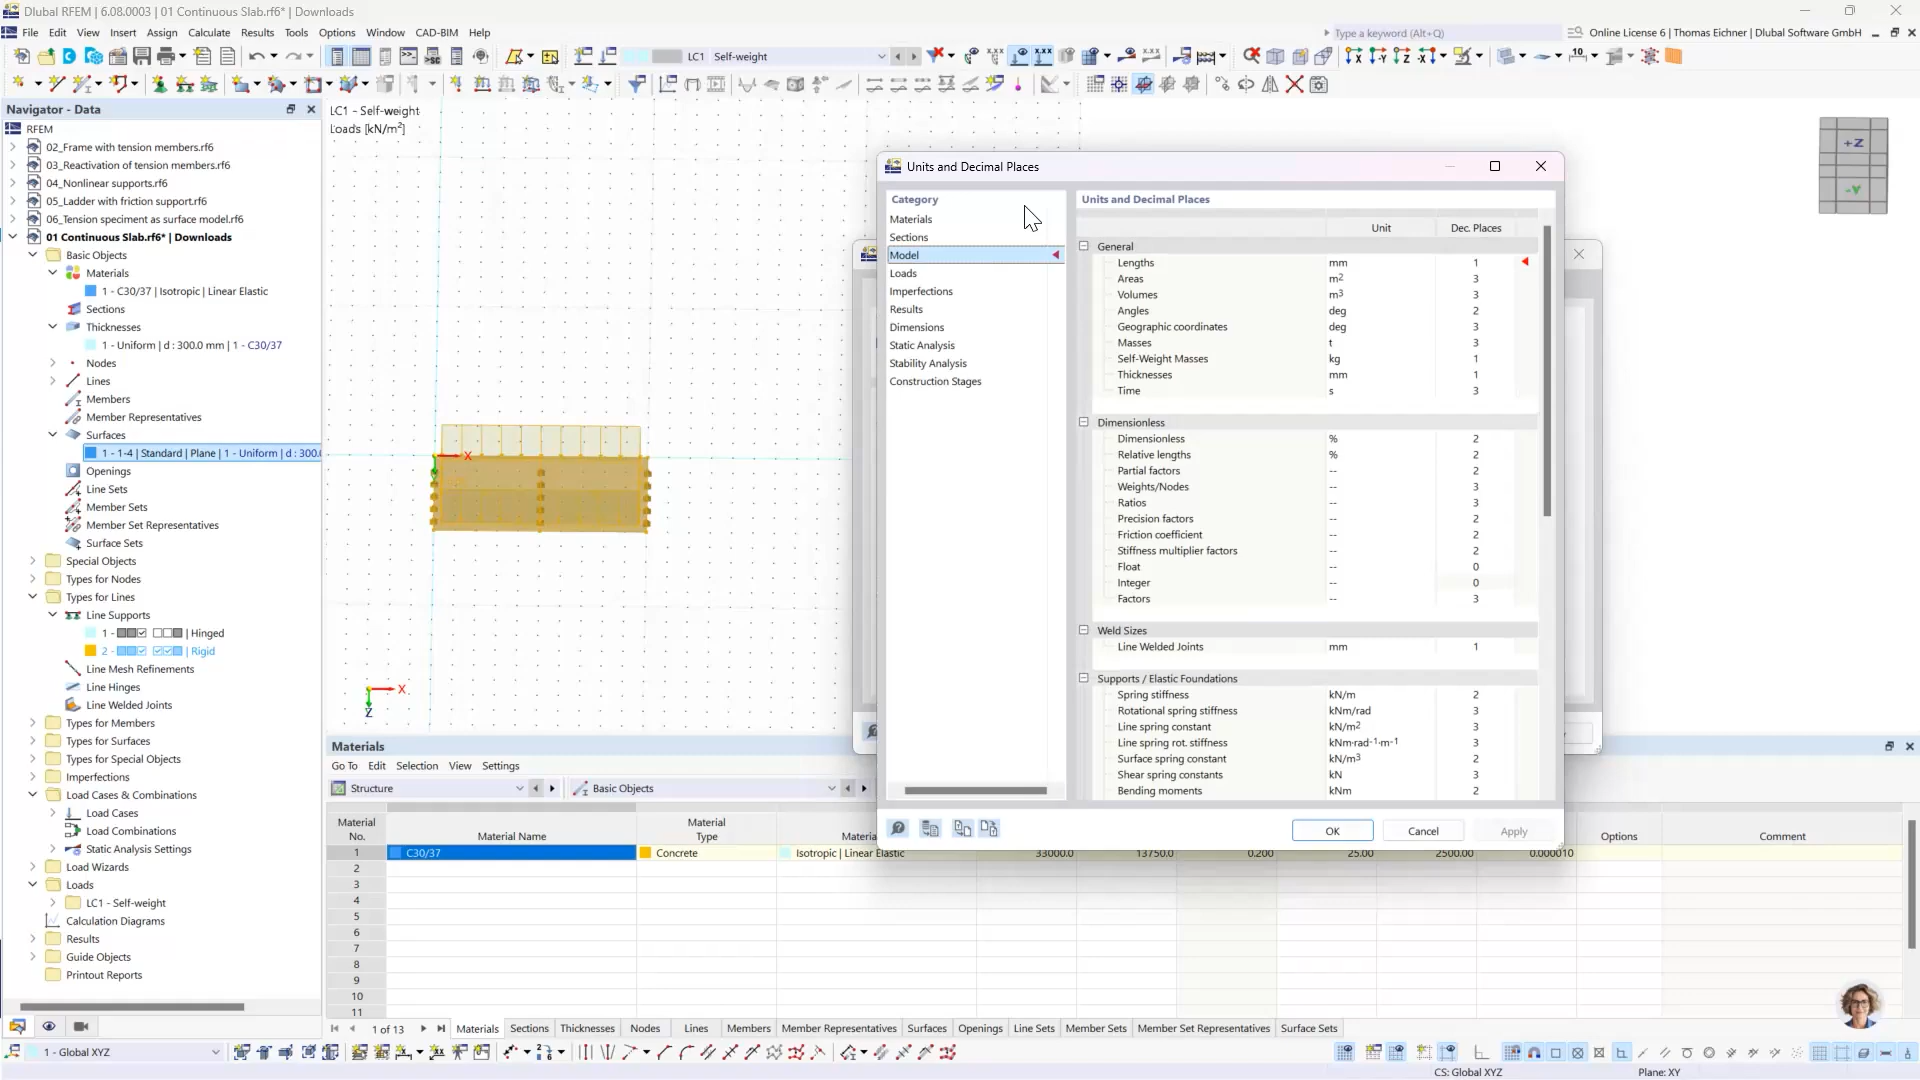 Dlubal RFEM | 6.08.0003 | 01 Continuous Slab.rf6* | Downloads
File Edit View Insert Assign Calculate Results Tools Options Window CAD-BIM Help
Type a keyword (Alt+Q)
Online License 6 | Thomas Eichner | Dlubal Software GmbH
LC1 Self-weight
Navigator - Data
RFEM
02_Frame with tension members.rf6
03_Reactivation of tension members.rf6
04_Nonlinear supports.rf6
05_Ladder with friction support.rf6
06_Tension speciment as surface model.rf6
01 Continuous Slab.rf6* | Downloads
Basic Objects
Materials
1 - C30/37 | Isotropic | Linear Elastic
Sections
Thicknesses
1 - Uniform | d : 300.0 mm | 1 - C30/37
Nodes
Lines
Members
Member Representatives
Surfaces
1 - 1-4 | Standard | Plane | 1 - Uniform | d : 300.0
Openings
Line Sets
Member Sets
Member Set Representatives
Surface Sets
Special Objects
Types for Nodes
Types for Lines
Line Supports
1 - | Hinged
2 - | Rigid
Line Mesh Refinements
Line Hinges
Line Welded Joints
Types for Members
Types for Surfaces
Types for Special Objects
Imperfections
Load Cases & Combinations
Load Cases
Load Combinations
Static Analysis Settings
Load Wizards
Loads
LC1 - Self-weight
Calculation Diagrams
Results
Guide Objects
Printout Reports
LC1 - Self-weight
Loads [kN/m²]
X
X
Z
+Z
-Y
Units and Decimal Places
Category
Materials
Sections
Model
Loads
Imperfections
Results
Dimensions
Static Analysis
Stability Analysis
Construction Stages
Units and Decimal Places
Unit Dec. Places
General
Lengths mm 1
Areas m2 3
Volumes m3 3
Angles deg 2
Geographic coordinates deg 3
Masses t 3
Self-Weight Masses kg 1
Thicknesses mm 1
Time s 3
Dimensionless
Dimensionless % 2
Relative lengths % 2
Partial factors -- 2
Weights/Nodes -- 3
Ratios -- 3
Precision factors -- 2
Friction coefficient -- 2
Stiffness multiplier factors -- 2
Float -- 0
Integer -- 0
Factors -- 3
Weld Sizes
Line Welded Joints mm 1
Supports / Elastic Foundations
Spring stiffness kN/m 2
Rotational spring stiffness kNm/rad 3
Line spring constant kN/m2 3
Line spring rot. stiffness kNm·rad-1·m-1 3
Surface spring constant kN/m3 2
Shear spring constants kN 3
Bending moments kNm 2
OK Cancel Apply
Materials
Go To Edit Selection View Settings
Structure Basic Objects
Material No. Material Name Material Type Options Comment
1 C30/37 Concrete Isotropic | Linear Elastic 33000.0 13750.0 0.200 25.00 2500.00 0.000010
2
3
4
5
6
7
8
9
10
11
1 of 13 Materials Sections Thicknesses Nodes Lines Members Member Representatives Surfaces Openings Line Sets Member Sets Member Set Representatives Surface Sets
1 - Global XYZ
CS: Global XYZ Plane: XY